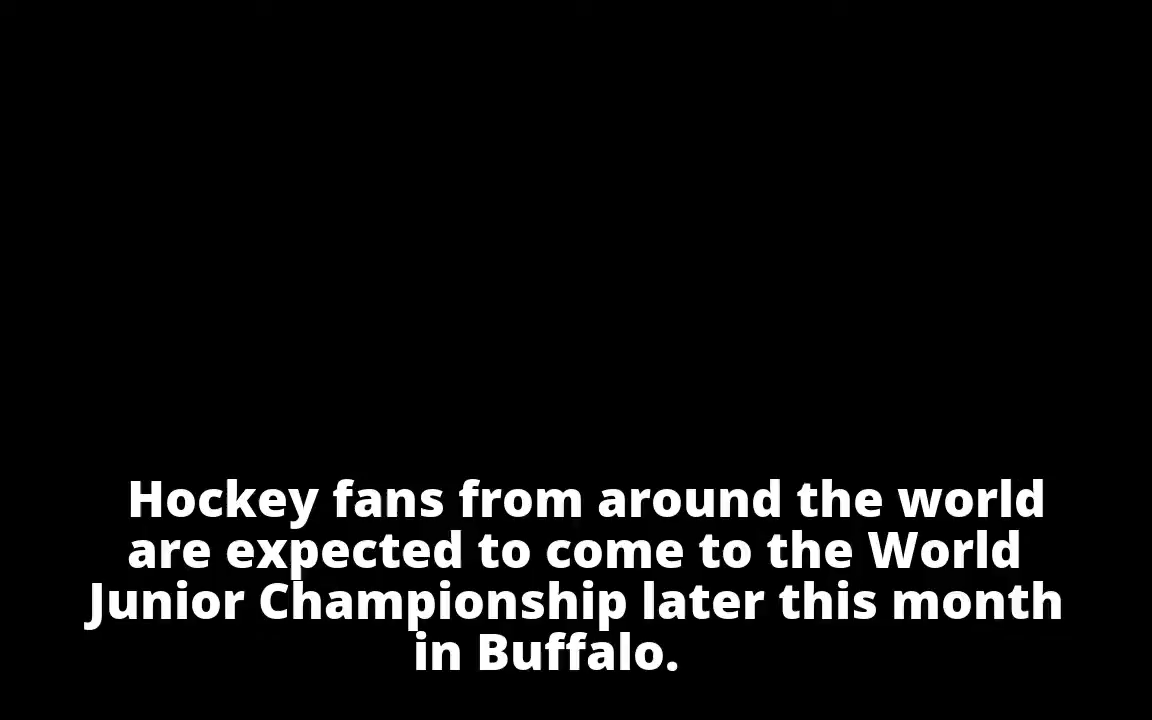 Hockey fans from around the world
are expected to come to the World
Junior Championship later this month
in Buffalo.